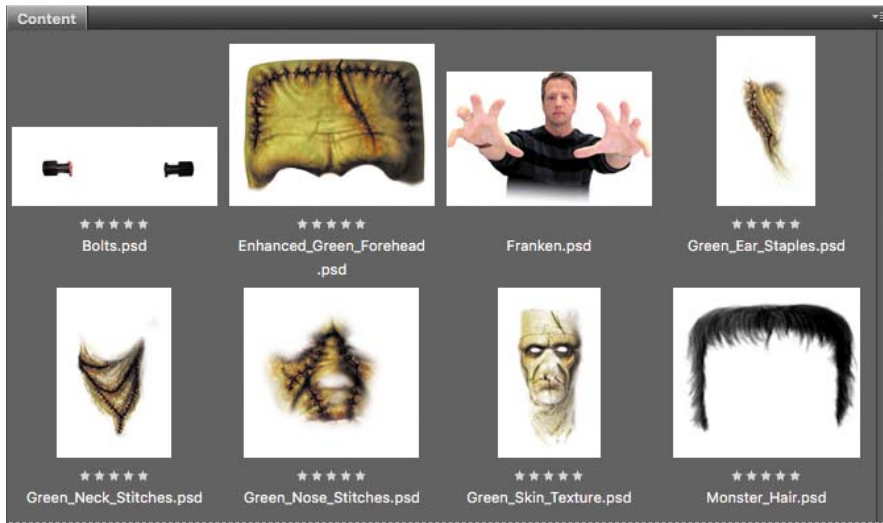 Content
Bolts.psd
Enhanced_Green_Forehead
.psd
Franken.psd
Green_Ear_Staples.psd
Green_Neck_Stitches.psd
Green_Nose_Stitches.psd
Green_Skin_Texture.psd
Monster_Hair.psd